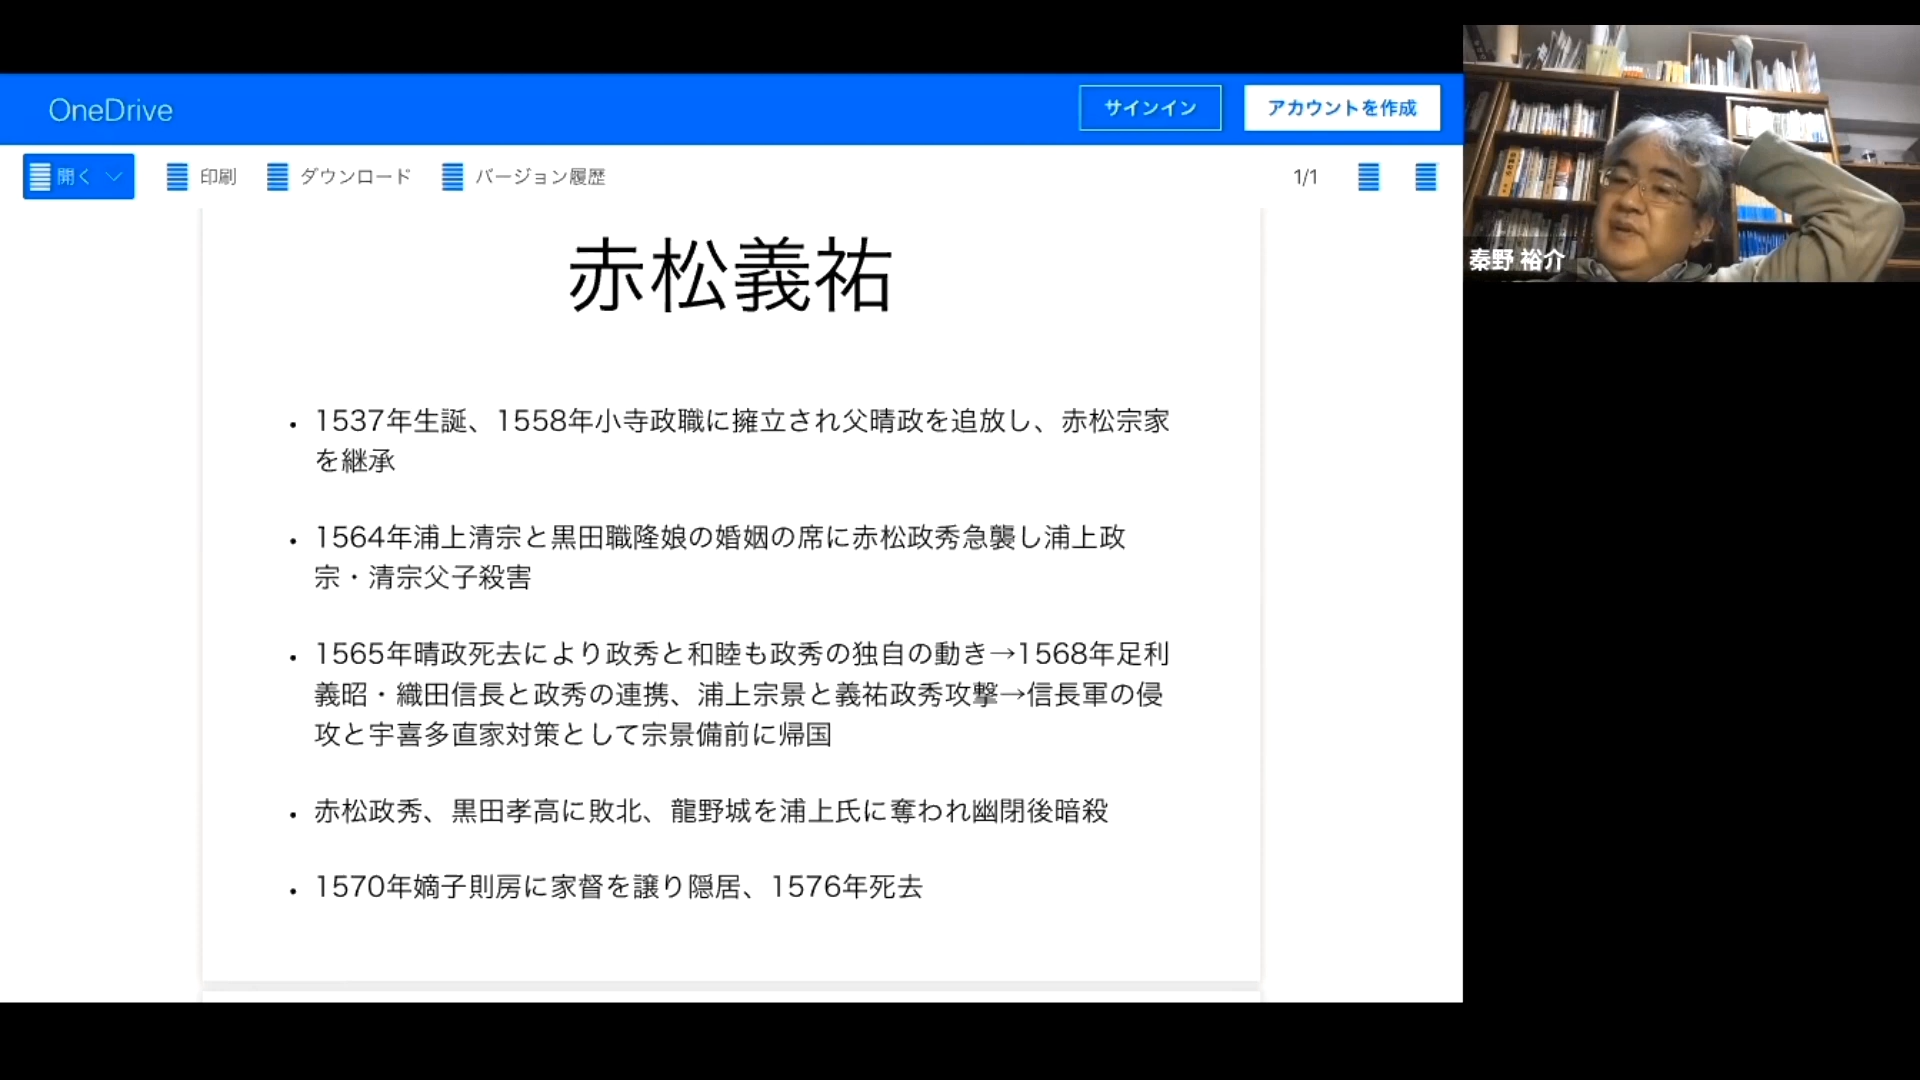 OneDrive
サインイン
アカウントを作成
開く
印刷
ダウンロード
バージョン履歴
1/1
赤松義祐
• 1537年生誕、1558年小寺政職に擁立され父晴政を追放し、赤松宗家
を継承
• 1564年浦上清宗と黒田職隆娘の婚姻の席に赤松政秀急襲し浦上政
宗・清宗父子殺害
• 1565年晴政死去により政秀と和睦も政秀の独自の動き→1568年足利
義昭・織田信長と政秀の連携、浦上宗景と義祐政秀攻撃→信長軍の侵
攻と宇喜多直家対策として宗景備前に帰国
• 赤松政秀、黒田孝高に敗北、龍野城を浦上氏に奪われ幽閉後暗殺
• 1570年嫡子則房に家督を譲り隠居、1576年死去
秦野 裕介